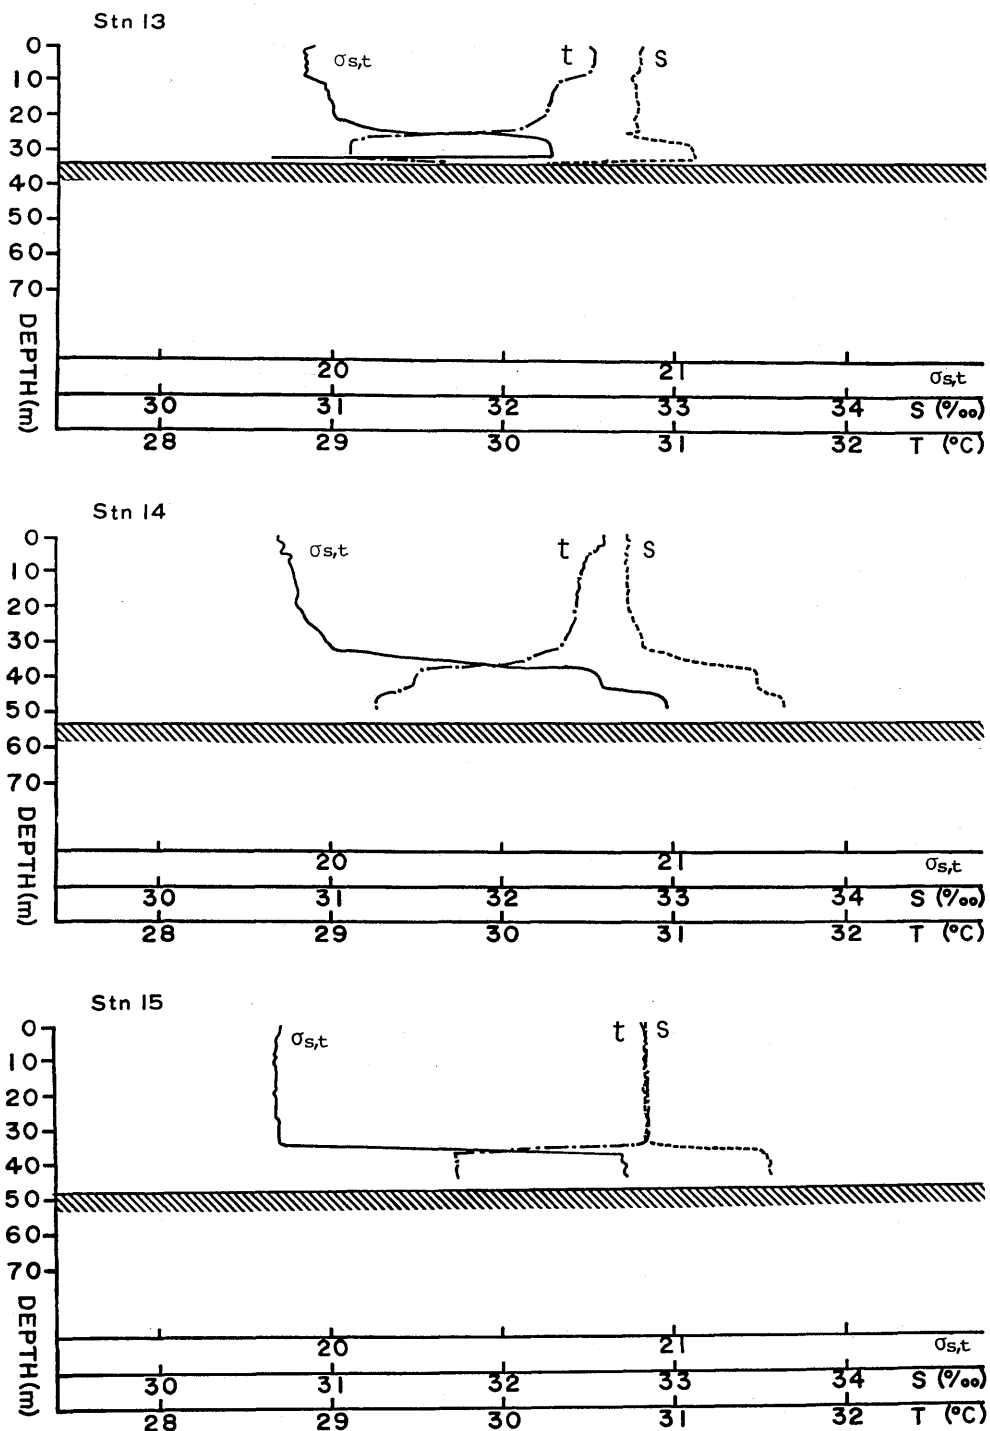 Stn 13
σs,t t S
0
10
20
30
40
50
60
70
DEPTH (m)
20 21 σs,t
30 31 32 33 34 S (‰)
28 29 30 31 32 T (°C)
Stn 14
σs,t t S
0
10
20
30
40
50
60
70
DEPTH (m)
20 21 σs,t
30 31 32 33 34 S (‰)
28 29 30 31 32 T (°C)
Stn 15
σs,t t S
0
10
20
30
40
50
60
70
DEPTH (m)
20 21 σs,t
30 31 32 33 34 S (‰)
28 29 30 31 32 T (°C)